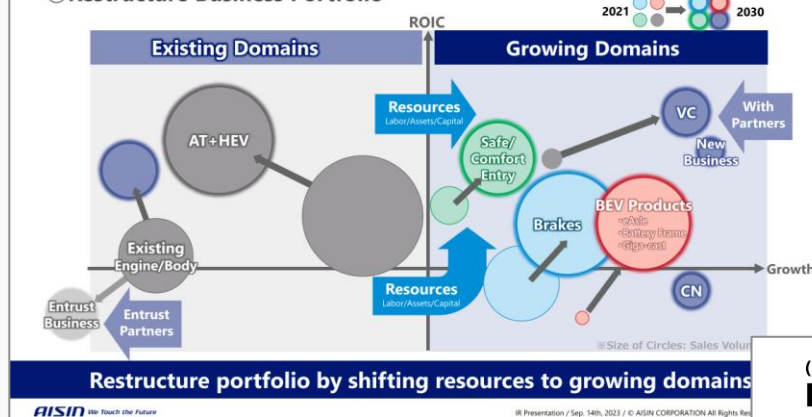 Restructure Business Portfolio
2021
2030
ROIC
Existing Domains
Growing Domains
Resources
Labor/Assets/Capital
VC
With
Partners
AT+HEV
Safe/
Comfort
Entry
New
Business
BEV Products
・eAxle
・Battery Frame
・Giga-cast
Brakes
Existing
Engine/Body
Growth
Resources
Labor/Assets/Capital
CN
Entrust
Business
Entrust
Partners
※Size of Circles: Sales
Restructure portfolio by shifting resources to growing domains
AISIN We Touch the Future
IR Presentation / Sep. 14th, 2023 / © AISIN CORPORATION All Rights